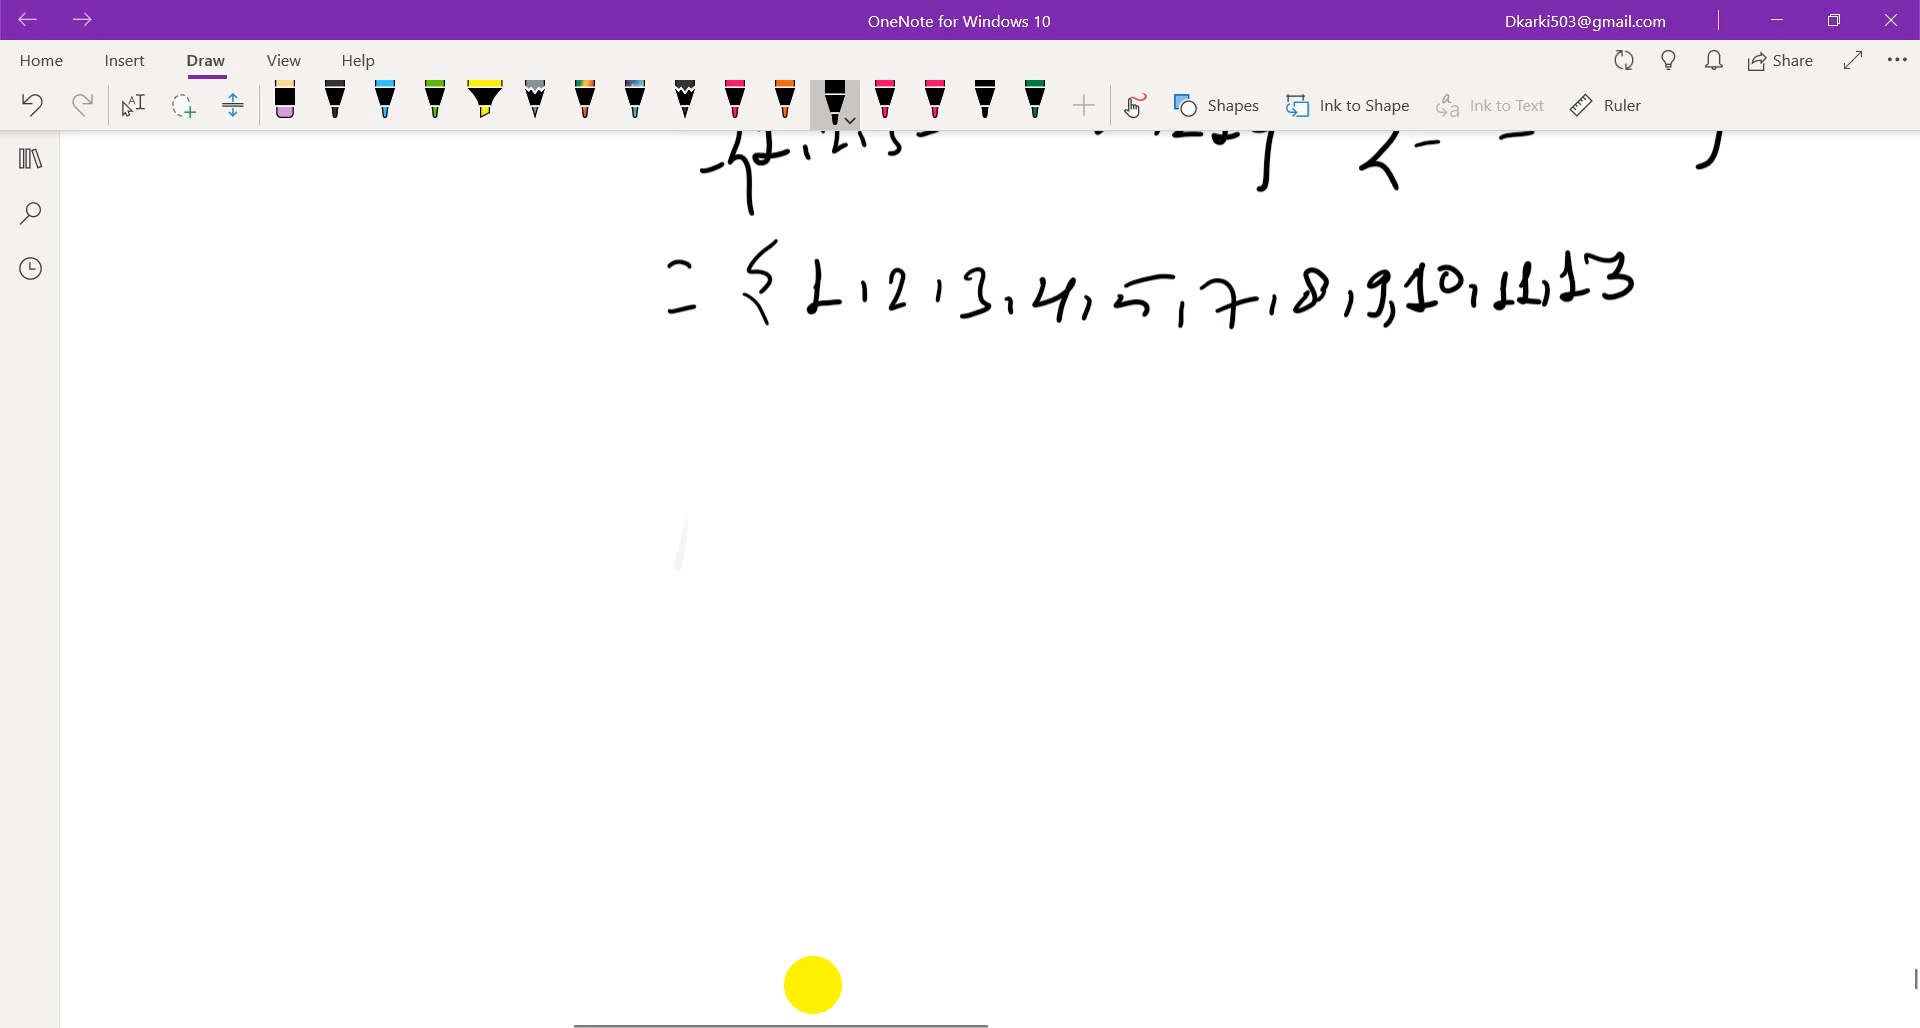 OneNote for Windows 10
Dkarki503@gmail.com
Home Insert Draw View Help
Share
Shapes Ink to Shape Ink to Text Ruler
= { 1, 2, 3, 4, 5, 7, 8, 9, 10, 11, 13